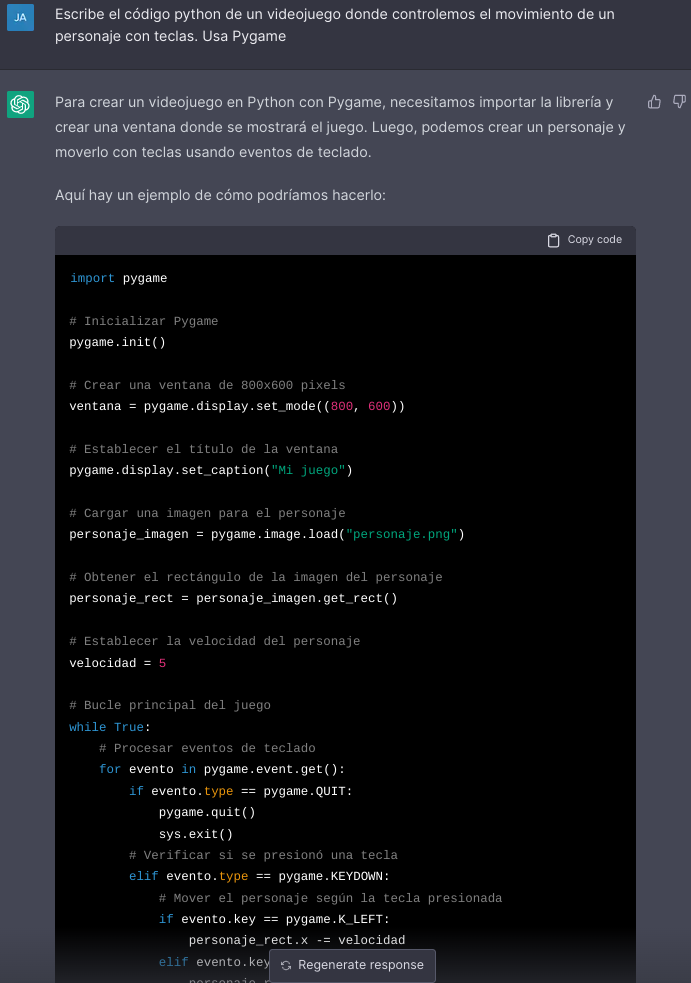 JA
Escribe el código python de un videojuego donde controlemos el movimiento de un
personaje con teclas. Usa Pygame
Para crear un videojuego en Python con Pygame, necesitamos importar la librería y
crear una ventana donde se mostrará el juego. Luego, podemos crear un personaje y
moverlo con teclas usando eventos de teclado.
Aquí hay un ejemplo de cómo podríamos hacerlo:
Copy code
import pygame
# Inicializar Pygame
pygame.init()
# Crear una ventana de 800x600 pixels
ventana = pygame.display.set_mode((800, 600))
# Establecer el título de la ventana
pygame.display.set_caption("Mi juego")
# Cargar una imagen para el personaje
personaje_imagen = pygame.image.load("personaje.png")
# Obtener el rectángulo de la imagen del personaje
personaje_rect = personaje_imagen.get_rect()
# Establecer la velocidad del personaje
velocidad = 5
# Bucle principal del juego
while True:
    # Procesar eventos de teclado
    for evento in pygame.event.get():
        if evento.type == pygame.QUIT:
            pygame.quit()
            sys.exit()
        # Verificar si se presionó una tecla
        elif evento.type == pygame.KEYDOWN:
            # Mover el personaje según la tecla presionada
            if evento.key == pygame.K_LEFT:
                personaje_rect.x -= velocidad
            elif evento.key
Regenerate response